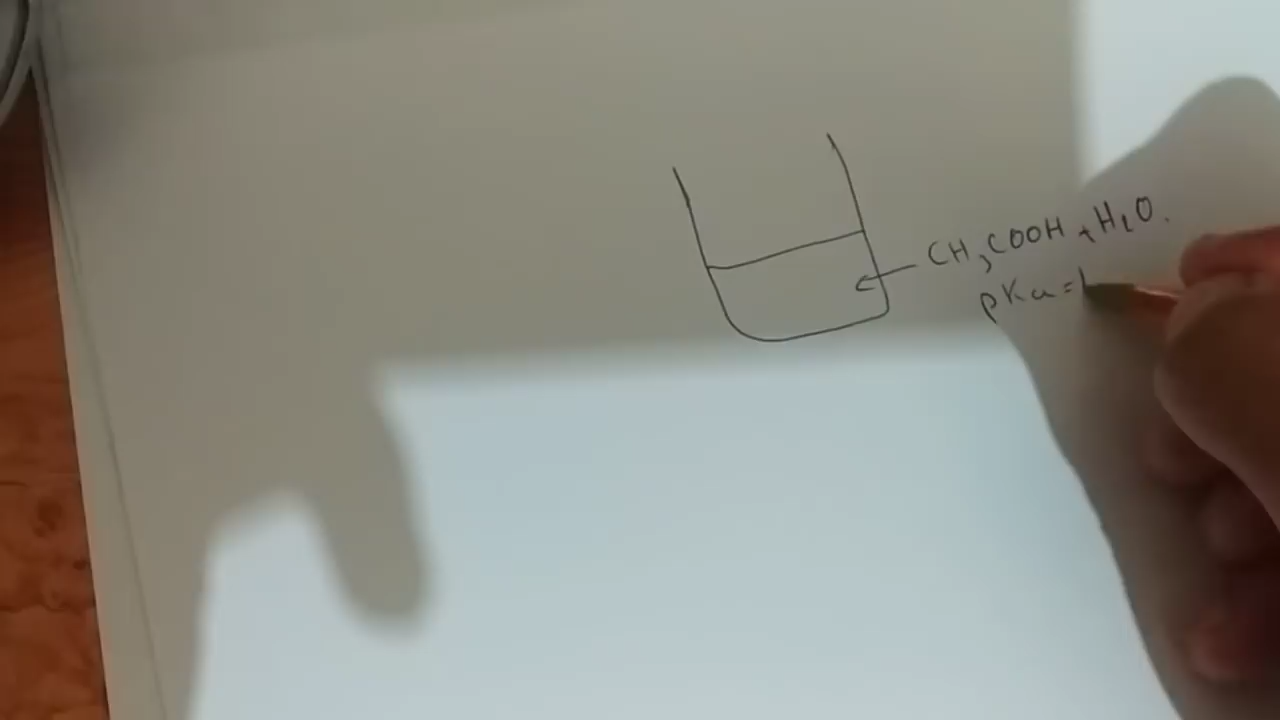 CH₃COOH + H₂O.
pKa =